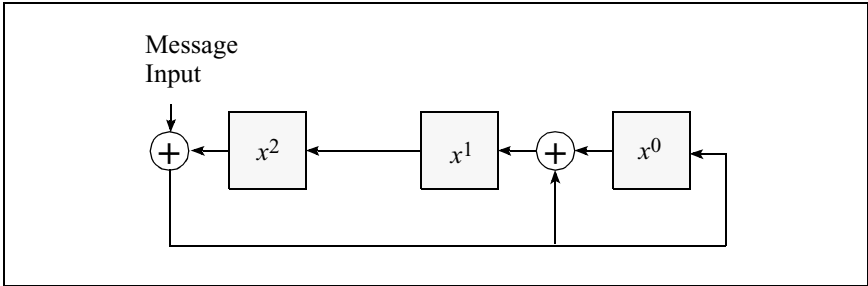 Message
Input
+ x² x¹ + x⁰